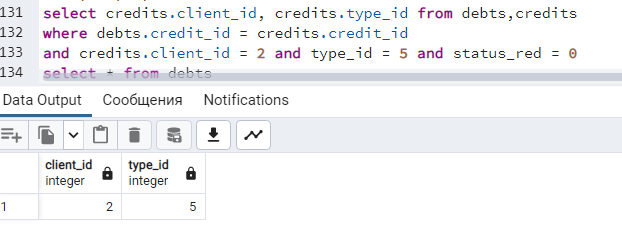 131 select credits.client_id, credits.type_id from debts,credits
132 where debts.credit_id = credits.credit_id
133 and credits.client_id = 2 and type_id = 5 and status_red = 0
134 select * from debts
Data Output Сообщения Notifications
client_id type_id
integer integer
1 2 5